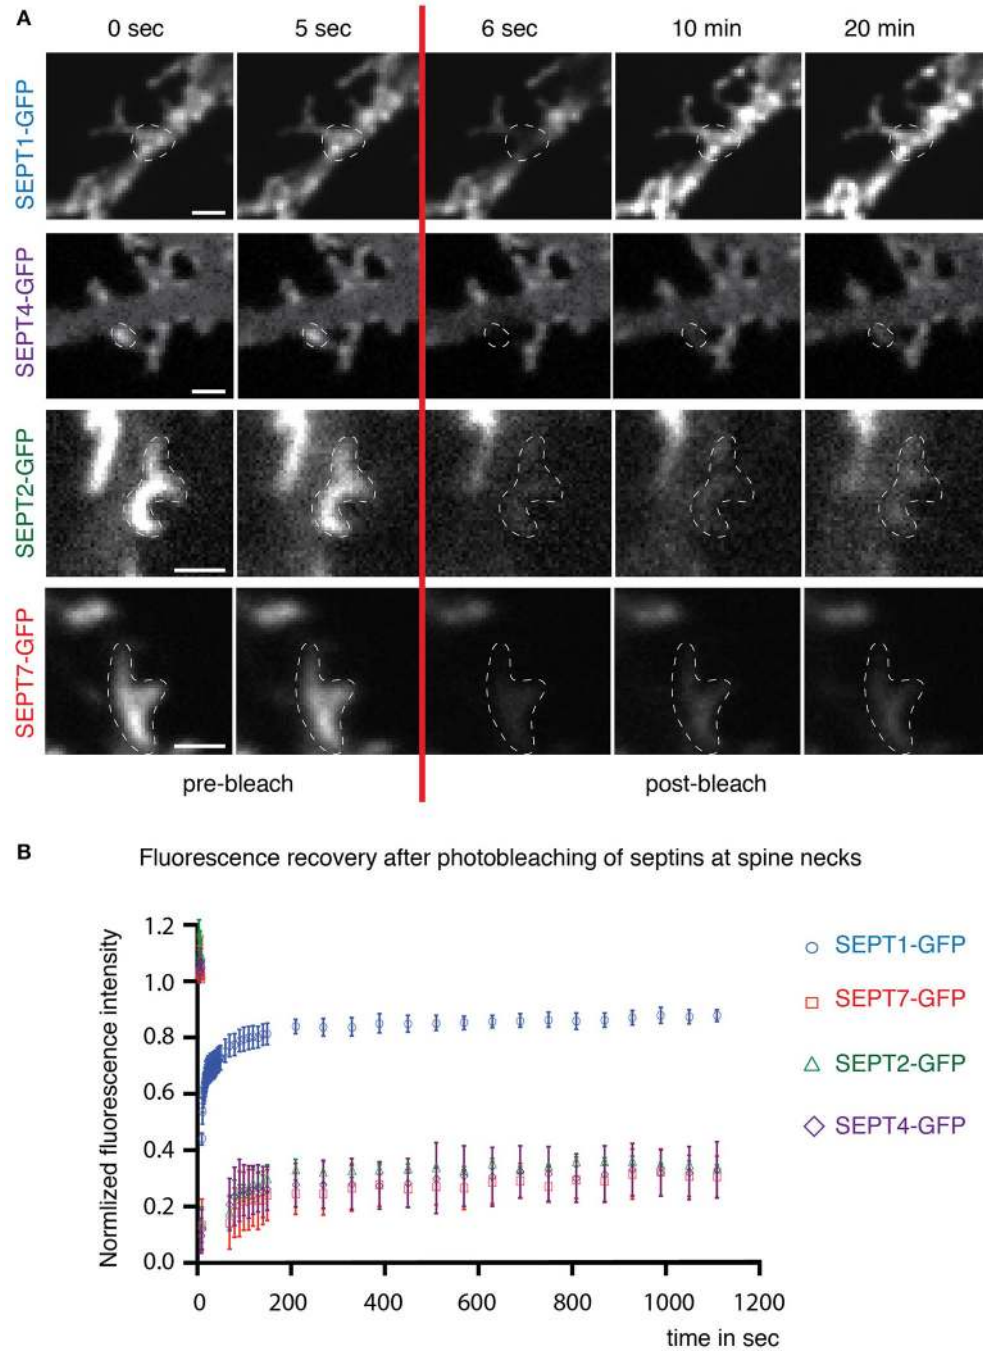 A
0 sec 5 sec 6 sec 10 min 20 min
SEPT1-GFP
SEPT4-GFP
SEPT2-GFP
SEPT7-GFP
pre-bleach post-bleach
B
Fluorescence recovery after photobleaching of septins at spine necks
Normlized fluorescence intensity
1.2
1.0
0.8
0.6
0.4
0.2
0.0
0 200 400 600 800 1000 1200
time in sec
SEPT1-GFP
SEPT7-GFP
SEPT2-GFP
SEPT4-GFP